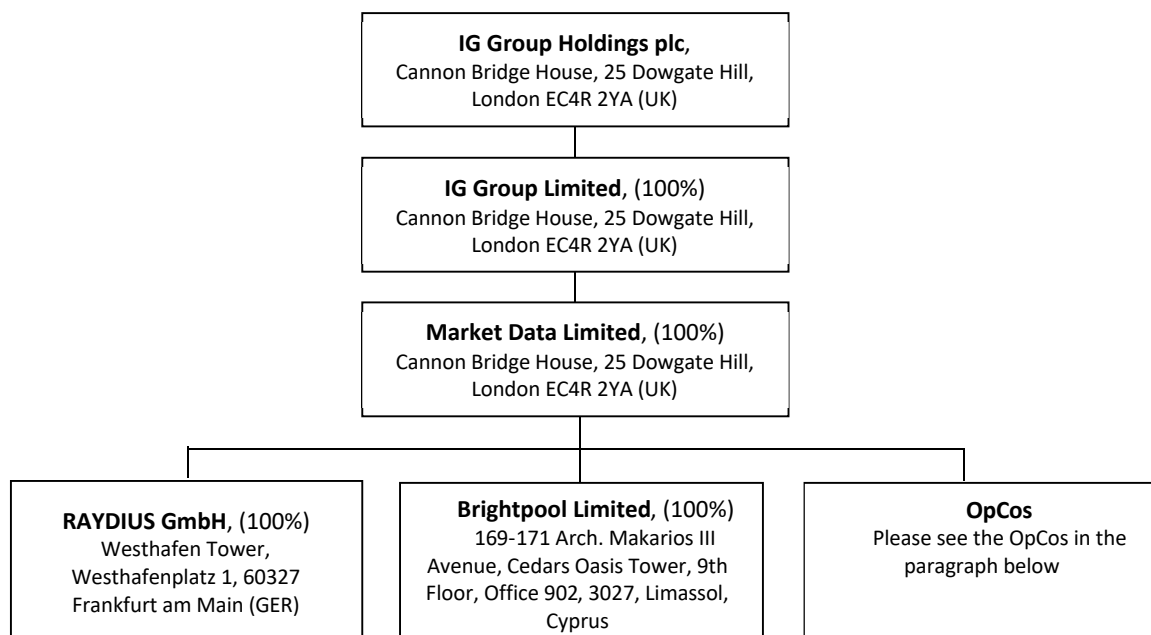 IG Group Holdings plc,
Cannon Bridge House, 25 Dowgate Hill,
London EC4R 2YA (UK)
IG Group Limited, (100%)
Cannon Bridge House, 25 Dowgate Hill,
London EC4R 2YA (UK)
Market Data Limited, (100%)
Cannon Bridge House, 25 Dowgate Hill,
London EC4R 2YA (UK)
RAYDIUS GmbH, (100%)
Westhafen Tower,
Westhafenplatz 1, 60327
Frankfurt am Main (GER)
Brightpool Limited, (100%)
169-171 Arch. Makarios III
Avenue, Cedars Oasis Tower, 9th
Floor, Office 902, 3027, Limassol,
Cyprus
OpCos
Please see the OpCos in the
paragraph below